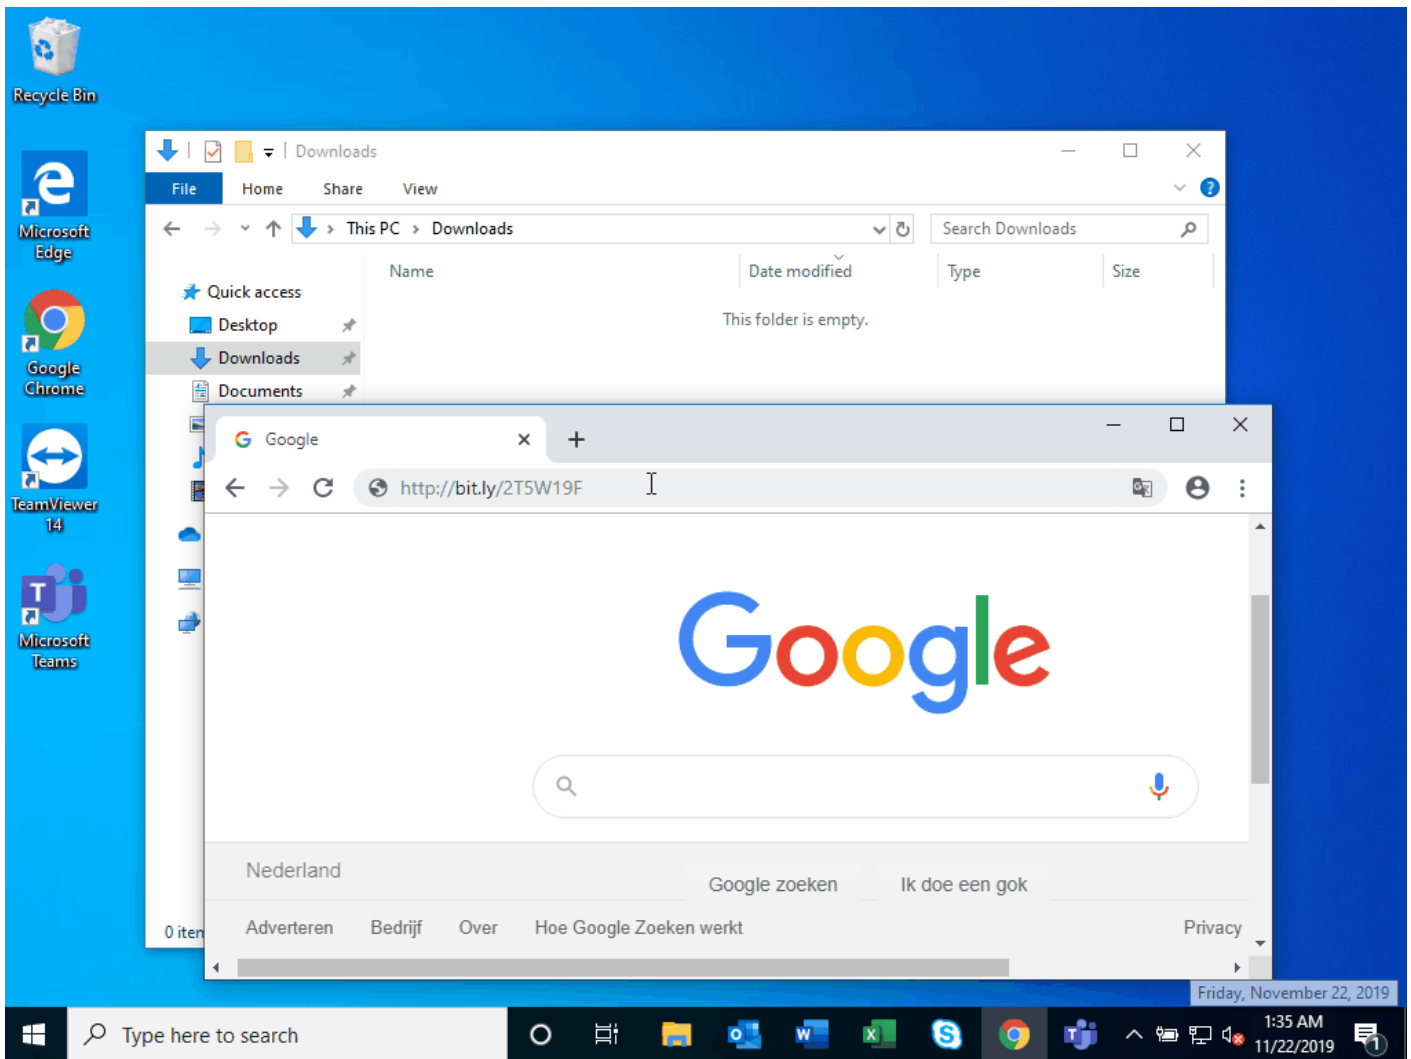 Recycle Bin
Microsoft
Edge
Google
Chrome
TeamViewer
14
Microsoft
Teams
Downloads
File Home Share View
This PC > Downloads
Search Downloads
Name Date modified Type Size
This folder is empty.
Quick access
Desktop
Downloads
Documents
0 iten
Google
http://bit.ly/2T5W19F
Google
Nederland
Google zoeken Ik doe een gok
Adverteren Bedrijf Over Hoe Google Zoeken werkt Privacy
Friday, November 22, 2019
Type here to search
1:35 AM
11/22/2019
1